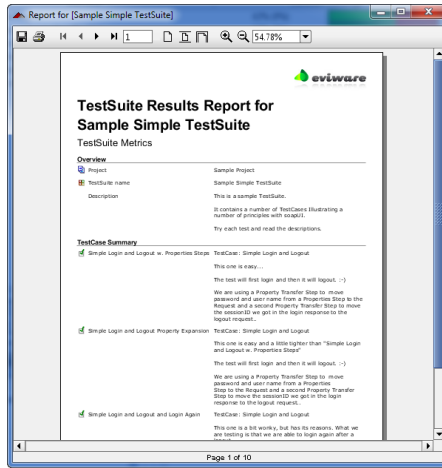 Report for [Sample Simple TestSuite]
1
54.78%
eviware
TestSuite Results Report for
Sample Simple TestSuite
TestSuite Metrics
Overview
Project Sample Project
TestSuite name Sample Simple TestSuite
Description This is a sample TestSuite.
It contains a number of TestCases Illustrating a
number of principles with soapUI.
Try each test and read the descriptions.
TestCase Summary
Simple Login and Logout w. Properties Steps TestCase: Simple Login and Logout
This one is easy...
The test will first login and then it will logout. :-)
We are using a Property Transfer Step to move
password and user name from a Properties Step to the
Request and a second Property Transfer Step to move
the sessionID we got in the login response to the
logout request..
Simple Login and Logout Property Expansion TestCase: Simple Login and Logout
This one is easy and a little tighter than "Simple Login
and Logout w. Properties Steps"
The test will first login and then it will logout. :-)
We are using a Property Transfer Step to move
password and user name from a Properties
Step to the Request and a second Property Transfer
Step to move the sessionID we got in the login
response to the logout request..
Simple Login and Logout and Login Again TestCase: Simple Login and Logout
This one is a bit wonky, but has its reasons. What we
are testing is that we are able to login again after a
Page 1 of 10